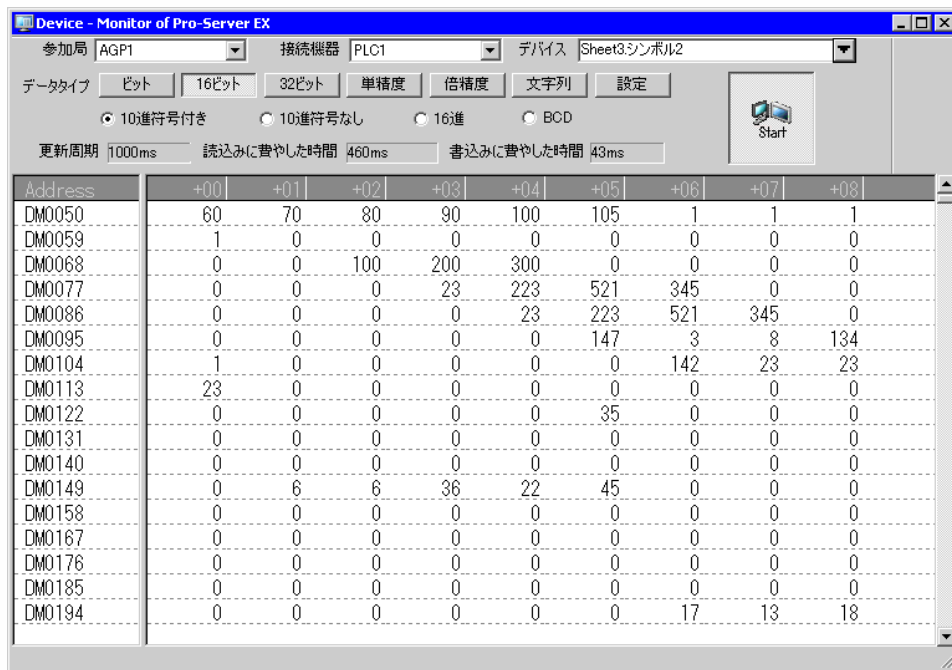 Device - Monitor of Pro-Server EX
参加局 AGP1 接続機器 PLC1 デバイス Sheet3.シンボル2
データタイプ ビット 16ビット 32ビット 単精度 倍精度 文字列 設定
10進符号付き 10進符号なし 16進 BCD
Start
更新周期 1000ms 読込みに費やした時間 460ms 書込みに費やした時間 43ms
Address +00 +01 +02 +03 +04 +05 +06 +07 +08
DM0050 60 70 80 90 100 105 1 1 1
DM0059 1 0 0 0 0 0 0 0 0
DM0068 0 0 100 200 300 0 0 0 0
DM0077 0 0 0 23 223 521 345 0 0
DM0086 0 0 0 0 23 223 521 345 0
DM0095 0 0 0 0 0 147 3 8 134
DM0104 1 0 0 0 0 0 142 23 23
DM0113 23 0 0 0 0 0 0 0 0
DM0122 0 0 0 0 0 35 0 0 0
DM0131 0 0 0 0 0 0 0 0 0
DM0140 0 0 0 0 0 0 0 0 0
DM0149 0 6 6 36 22 45 0 0 0
DM0158 0 0 0 0 0 0 0 0 0
DM0167 0 0 0 0 0 0 0 0 0
DM0176 0 0 0 0 0 0 0 0 0
DM0185 0 0 0 0 0 0 0 0 0
DM0194 0 0 0 0 0 0 17 13 18